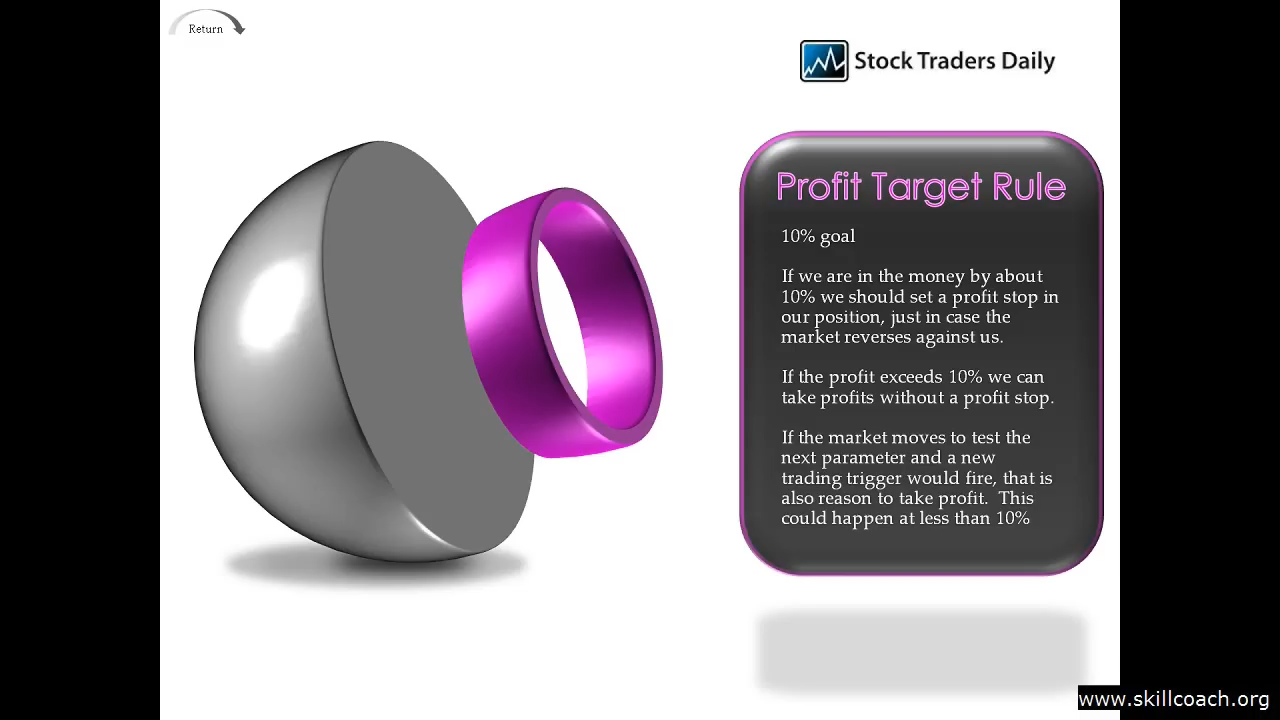 Return
Stock Traders Daily
Profit Target Rule
10% goal
If we are in the money by about
10% we should set a profit stop in
our position, just in case the
market reverses against us.
If the profit exceeds 10% we can
take profits without a profit stop.
If the market moves to test the
next parameter and a new
trading trigger would fire, that is
also reason to take profit.  This
could happen at less than 10%
www.skillcoach.org